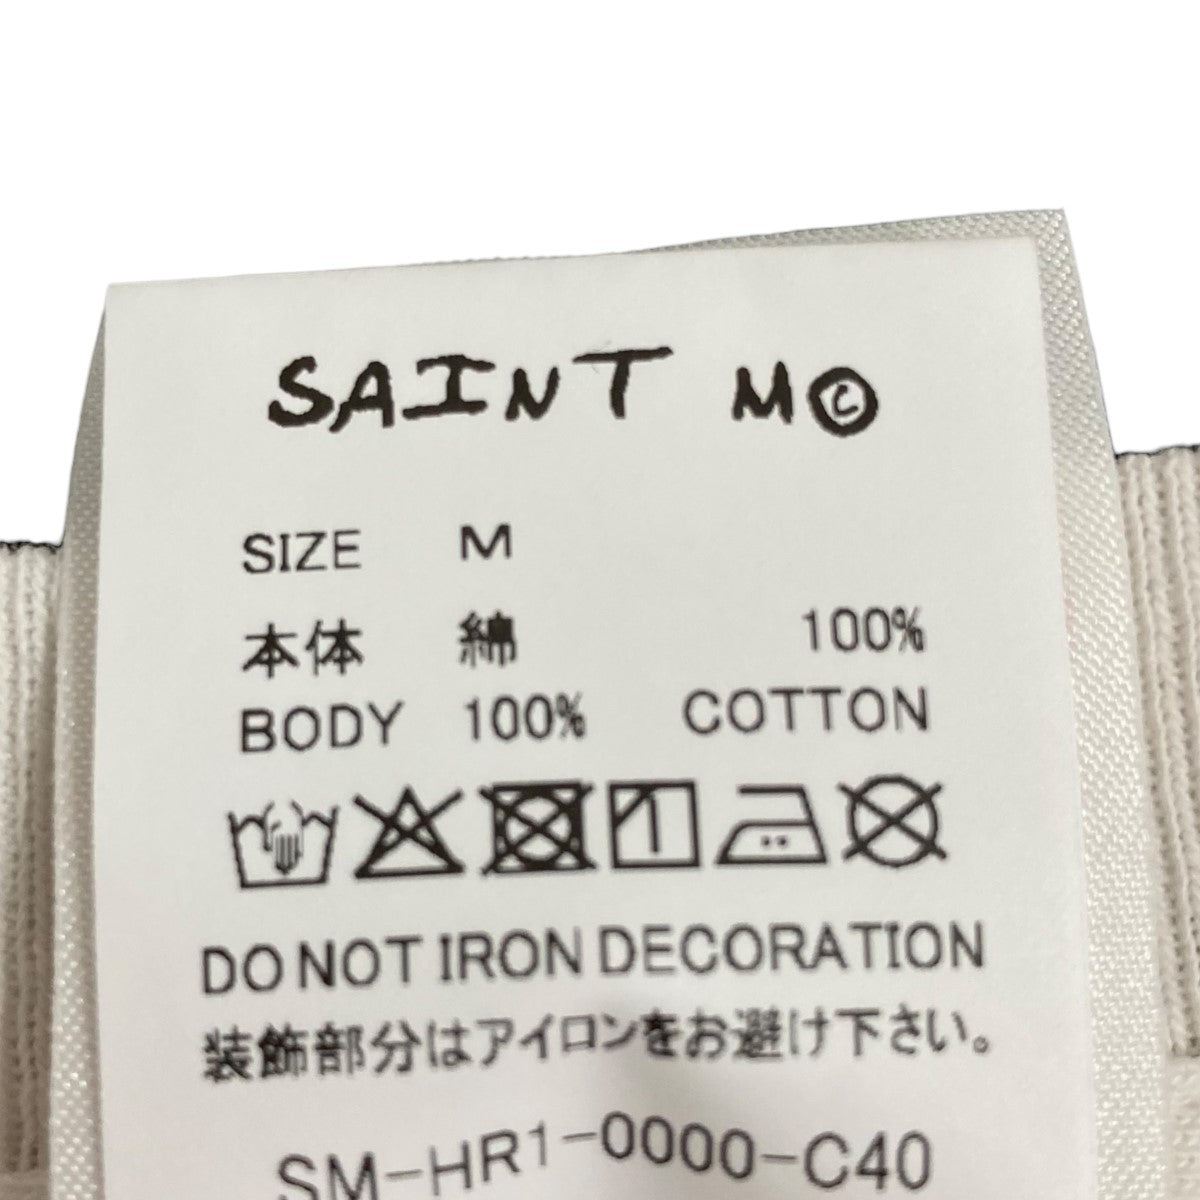 SAINT M©
SIZE M
本体 綿 100%
BODY 100% COTTON
DO NOT IRON DECORATION
装飾部分はアイロンをお避け下さい。
SM-HR1-0000-C40